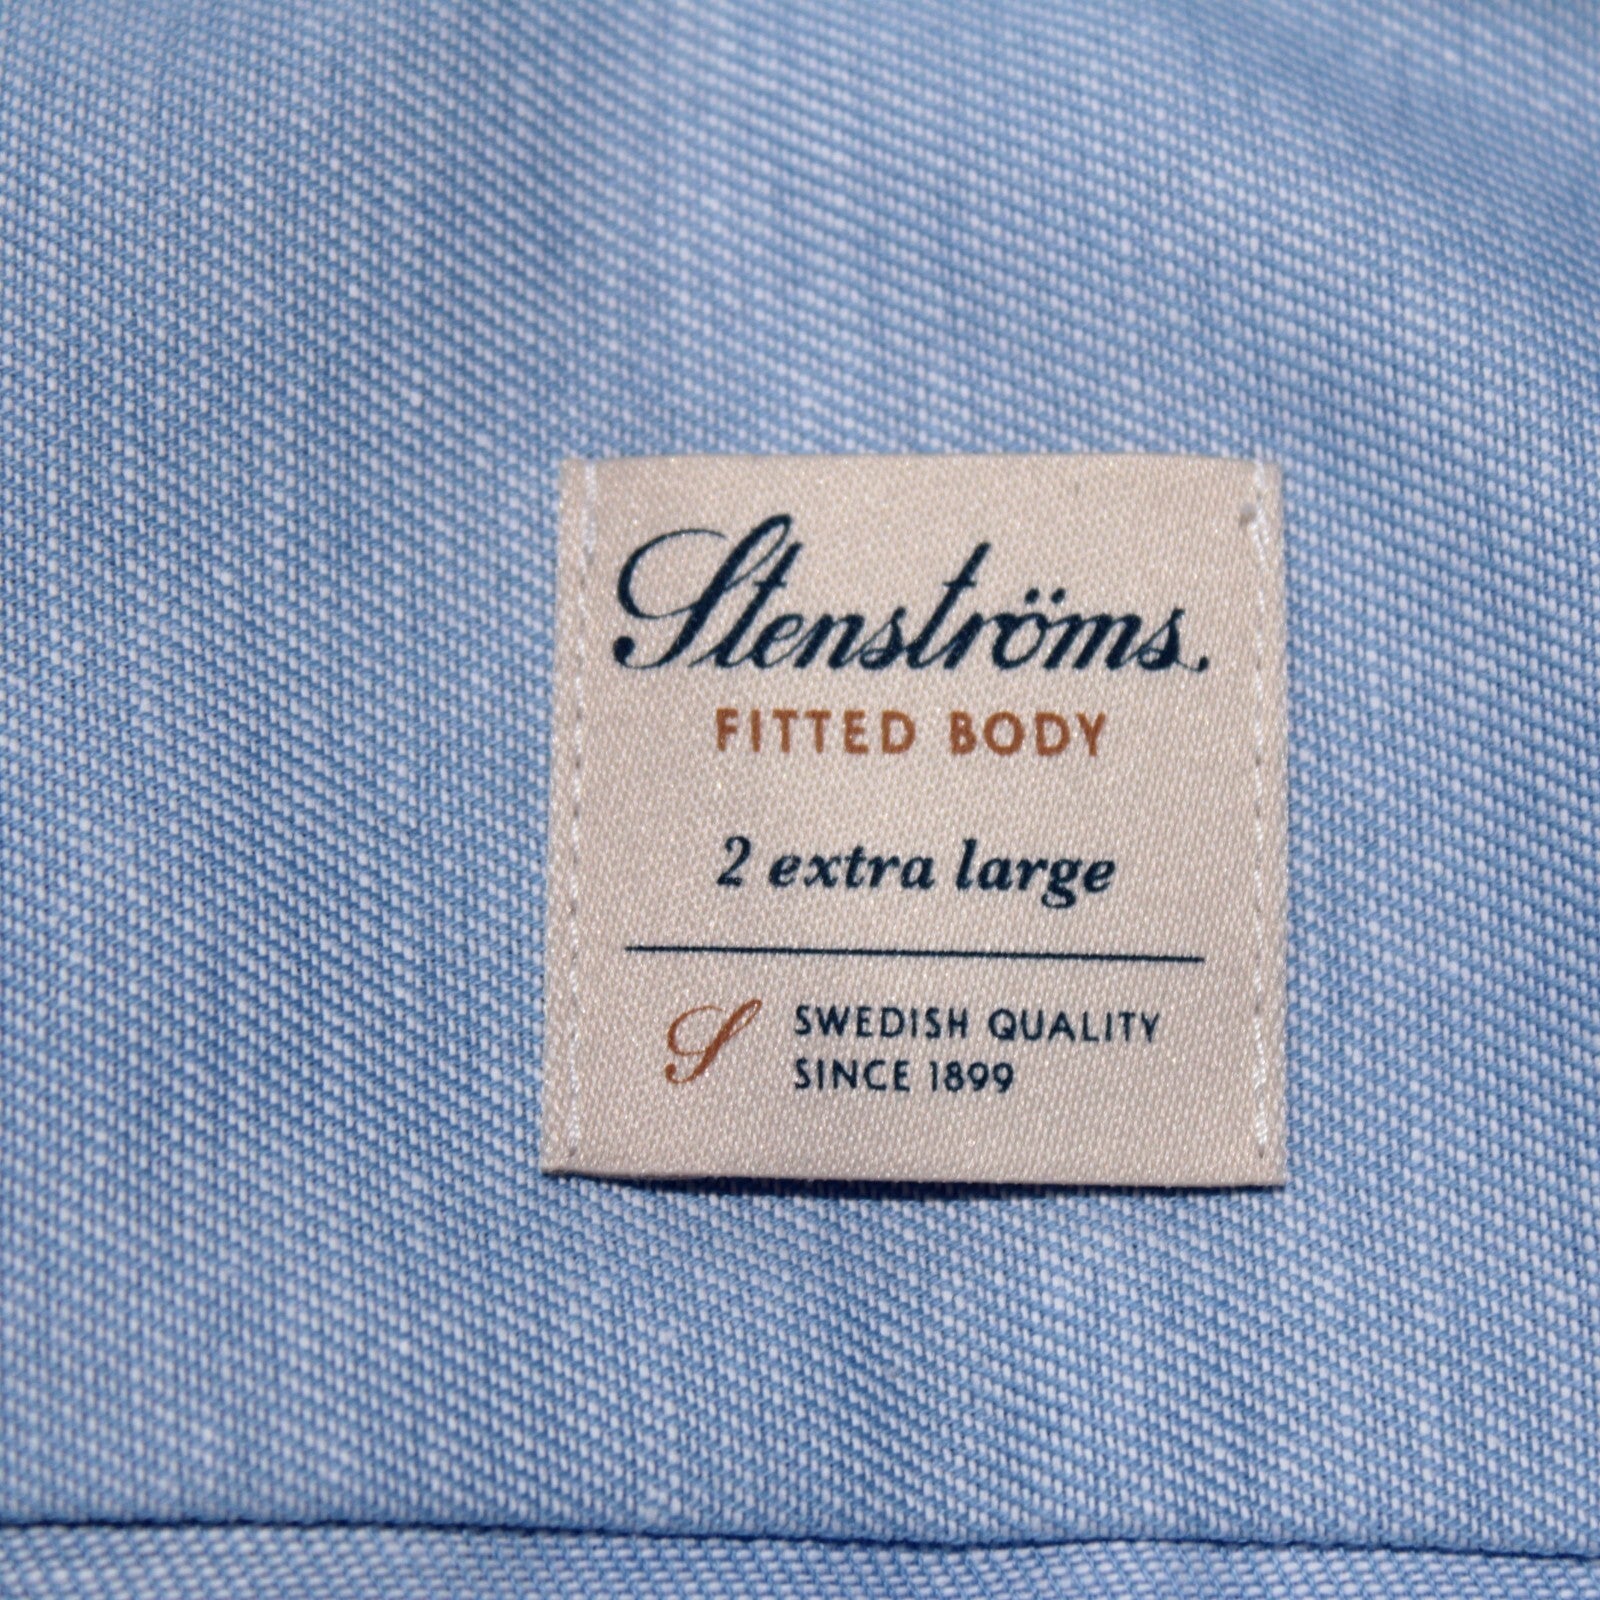 Stenströms
FITTED BODY
2 extra large
S SWEDISH QUALITY
SINCE 1899